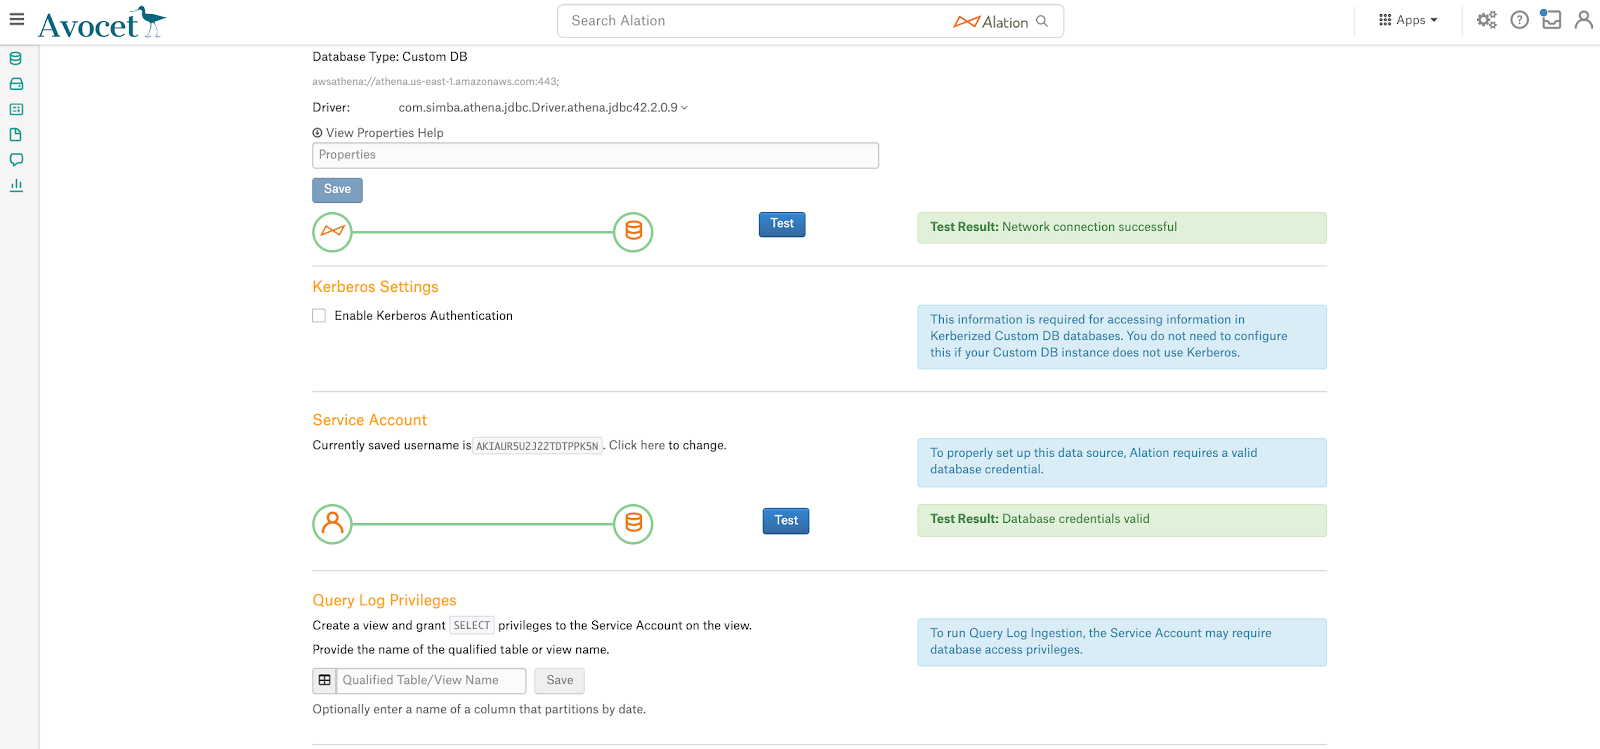 Avocet
Search Alation
Alation
Apps
Database Type: Custom DB
awsathena://athena.us-east-1.amazonaws.com:443;
Driver: com.simba.athena.jdbc.Driver.athena.jdbc42.2.0.9
View Properties Help
Properties
Save
Test
Test Result: Network connection successful
Kerberos Settings
Enable Kerberos Authentication
This information is required for accessing information in
Kerberized Custom DB databases. You do not need to configure
this if your Custom DB instance does not use Kerberos.
Service Account
Currently saved username is AKIAUR5U2J2ZTDTPPK5N. Click here to change.
To properly set up this data source, Alation requires a valid
database credential.
Test
Test Result: Database credentials valid
Query Log Privileges
Create a view and grant SELECT privileges to the Service Account on the view.
Provide the name of the qualified table or view name.
To run Query Log Ingestion, the Service Account may require
database access privileges.
Qualified Table/View Name
Save
Optionally enter a name of a column that partitions by date.